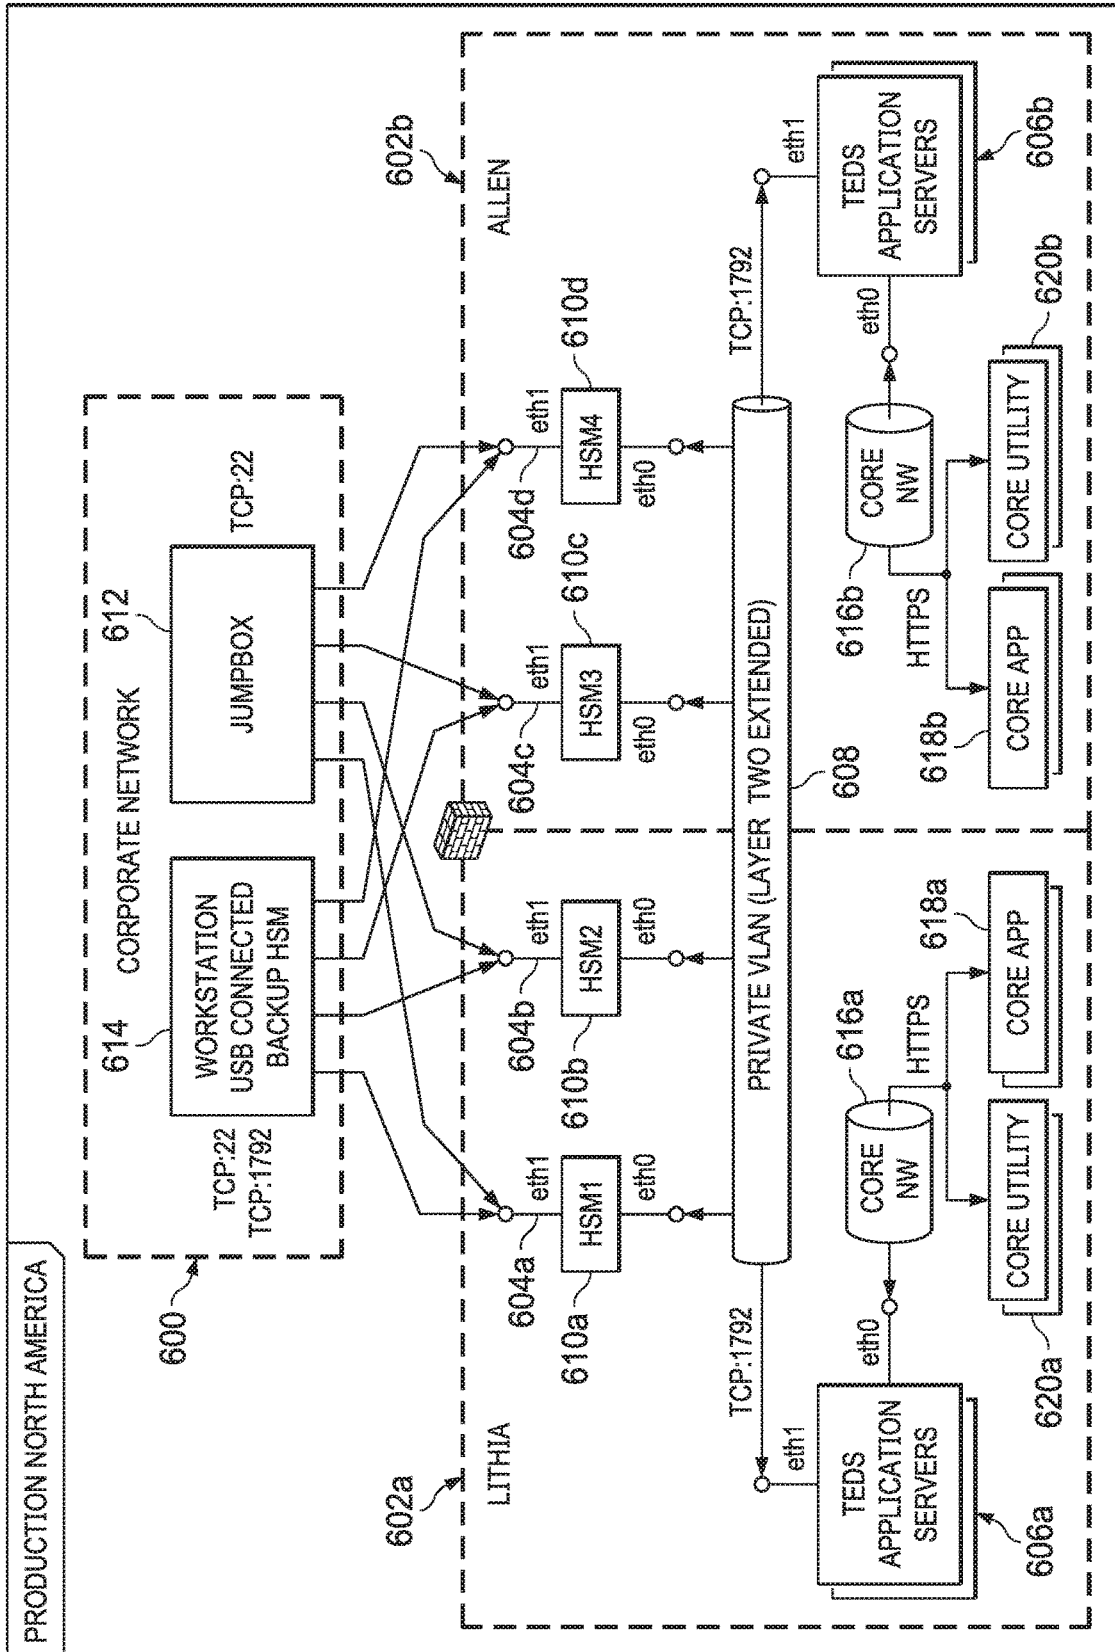 PRODUCTION NORTH AMERICA
600
CORPORATE NETWORK
614
612
TCP:22
TCP:1792
WORKSTATION
USB CONNECTED
BACKUP HSM
JUMPBOX
TCP:22
602a
602b
LITHIA
ALLEN
604a
eth1
604b
eth1
604c
eth1
604d
eth1
610a
HSM1
610b
HSM2
HSM3
610c
HSM4
610d
eth0
eth0
eth0
eth0
TCP:1792
PRIVATE VLAN (LAYER TWO EXTENDED)
TCP:1792
608
eth1
eth1
TEDS
APPLICATION
SERVERS
606a
eth0
CORE
NW
616a
HTTPS
CORE UTILITY
620a
CORE APP
618a
616b
CORE
NW
HTTPS
eth0
TEDS
APPLICATION
SERVERS
606b
618b
CORE APP
CORE UTILITY
620b